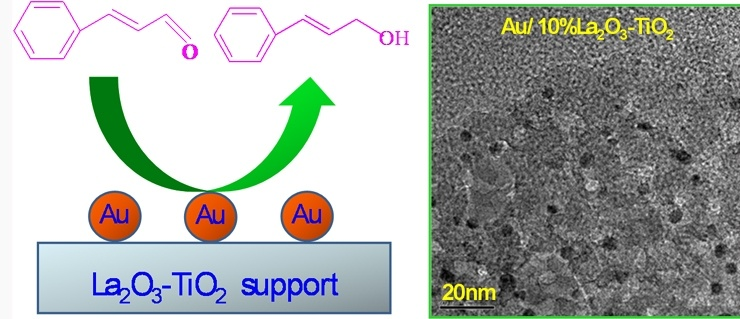 O
OH
Au
Au
Au
La₂O₃-TiO₂ support
Au/ 10%La₂O₃-TiO₂
20nm